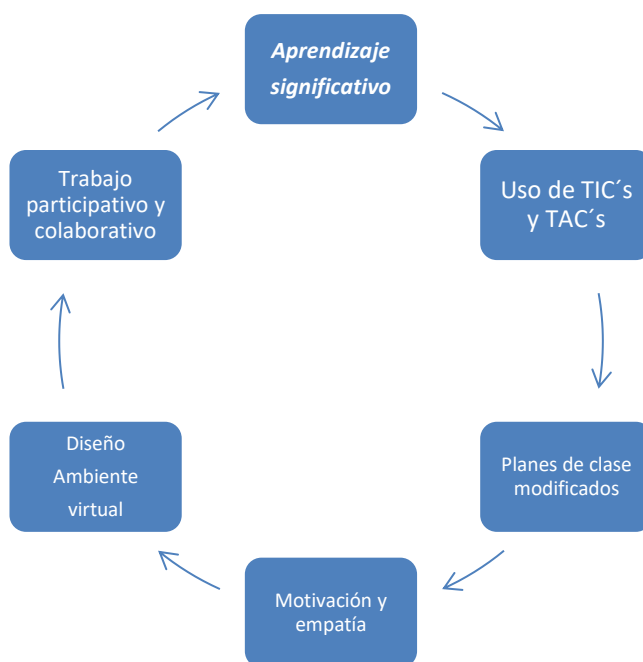 Aprendizaje
significativo
Uso de TIC´s
y TAC´s
Planes de clase
modificados
Motivación y
empatía
Diseño
Ambiente
virtual
Trabajo
participativo y
colaborativo